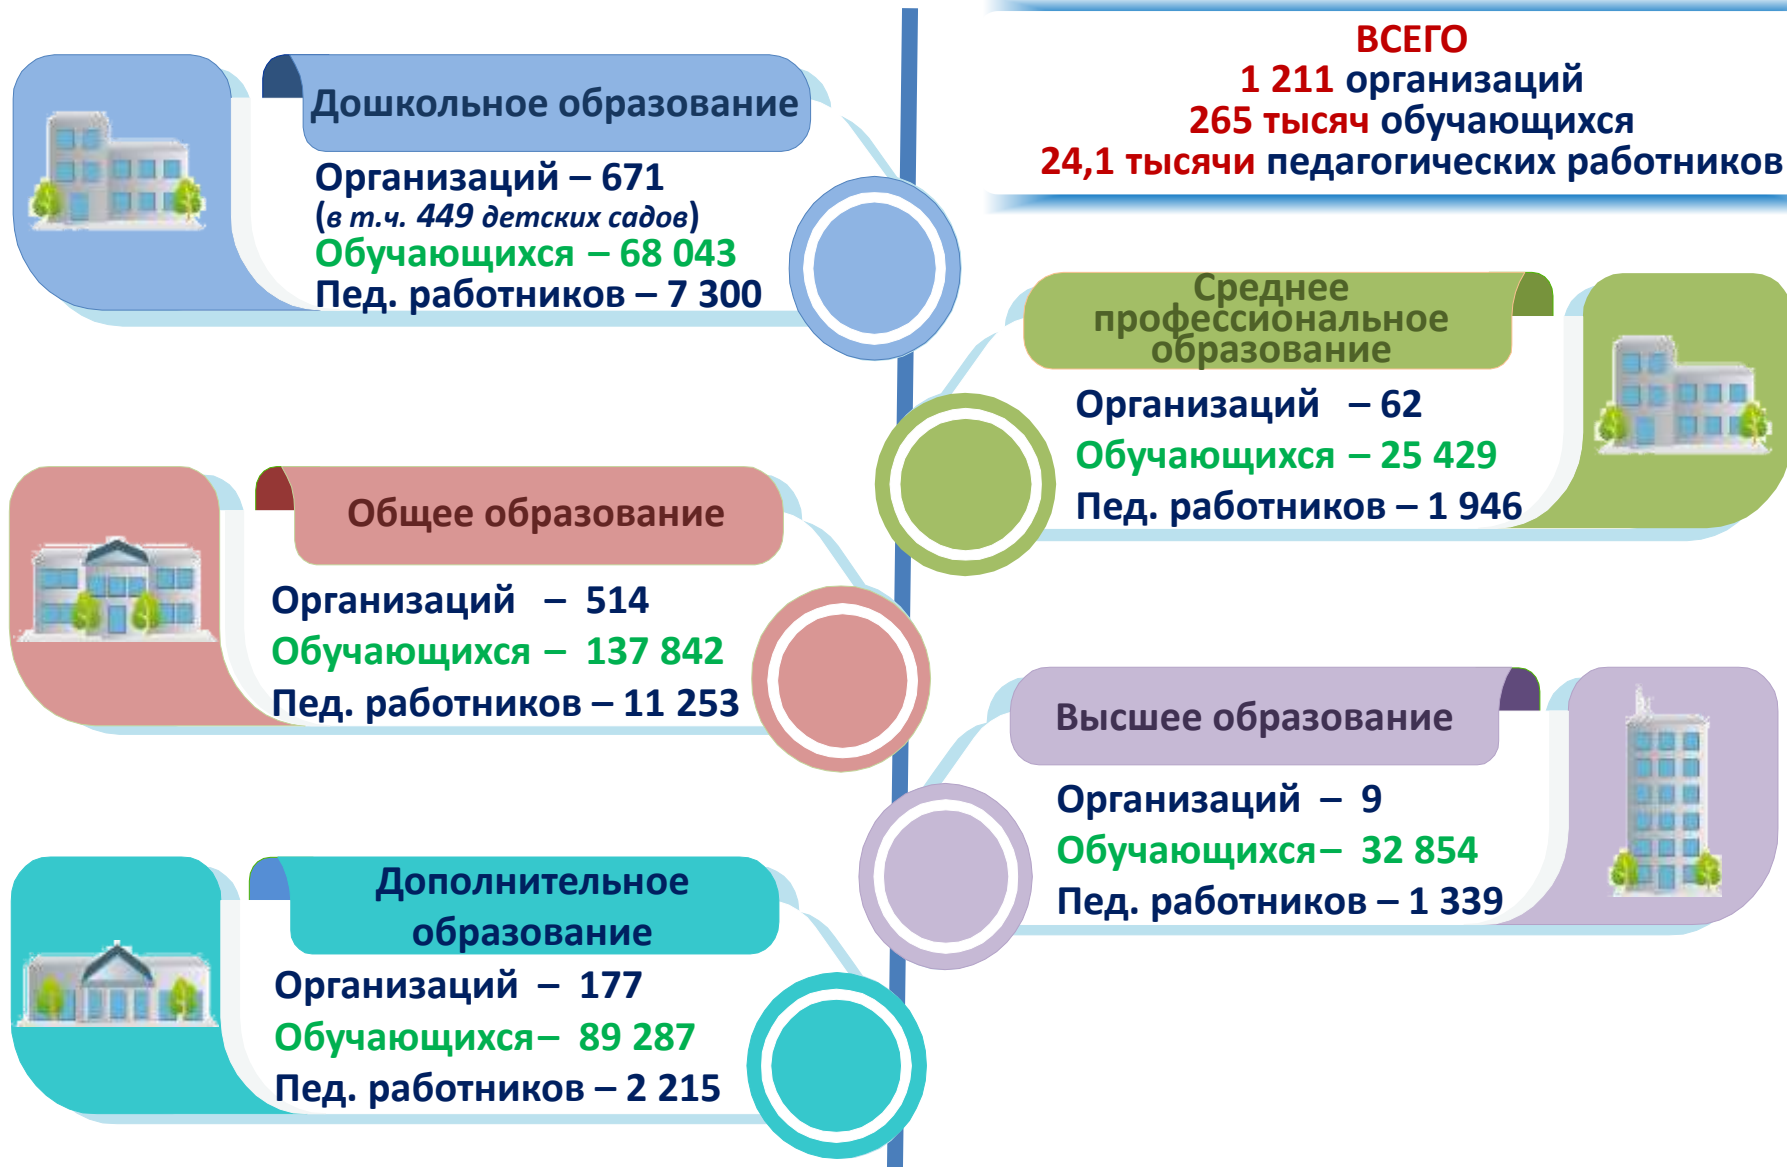 ВСЕГО
1 211 организаций
265 тысяч обучающихся
24,1 тысячи педагогических работников
Дошкольное образование
Организаций – 671
(в т.ч. 449 детских садов)
Обучающихся – 68 043
Пед. работников – 7 300
Среднее
профессиональное
образование
Организаций – 62
Обучающихся – 25 429
Пед. работников – 1 946
Общее образование
Организаций – 514
Обучающихся – 137 842
Пед. работников – 11 253
Высшее образование
Организаций – 9
Обучающихся– 32 854
Пед. работников – 1 339
Дополнительное
образование
Организаций – 177
Обучающихся– 89 287
Пед. работников – 2 215